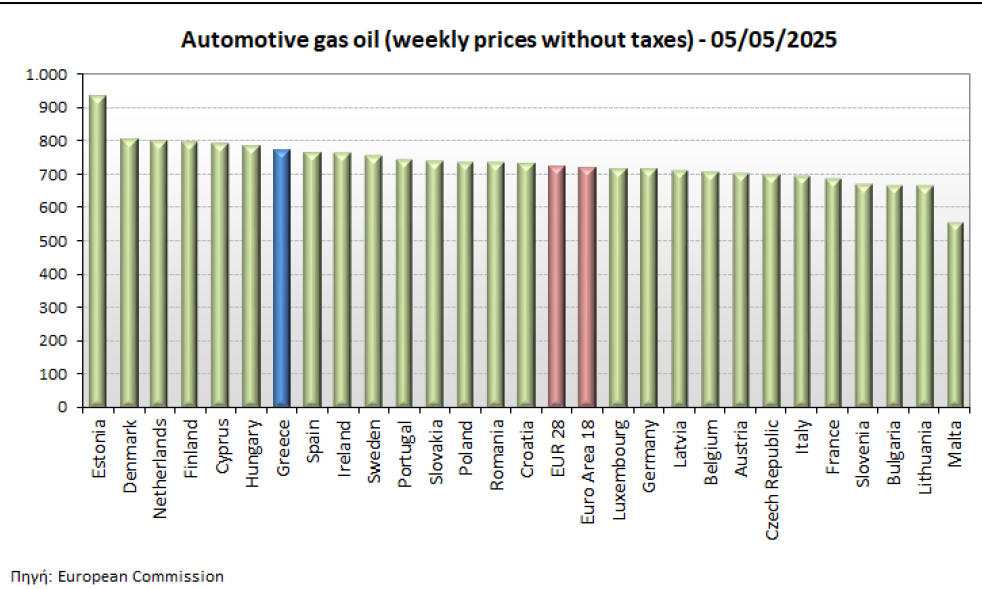 Automotive gas oil (weekly prices without taxes) - 05/05/2025
1.000
900
800
700
600
500
400
300
200
100
0
Estonia
Denmark
Netherlands
Finland
Cyprus
Hungary
Greece
Spain
Ireland
Sweden
Portugal
Slovakia
Poland
Romania
Croatia
EUR 28
Euro Area 18
Luxembourg
Germany
Latvia
Belgium
Austria
Czech Republic
Italy
France
Slovenia
Bulgaria
Lithuania
Malta
Πηγή: European Commission